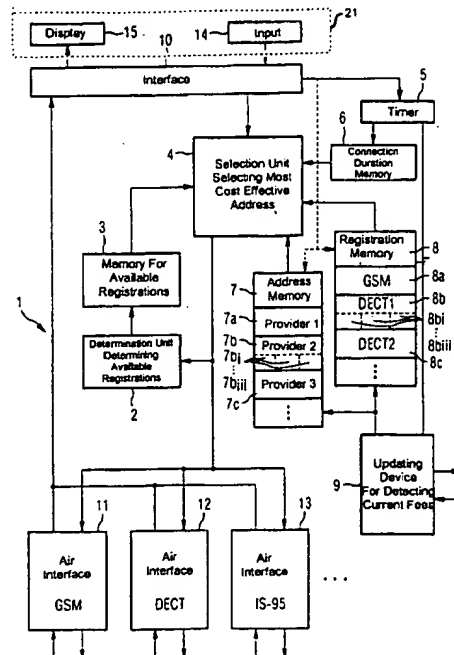 21
Display 15 14 Input
10
Interface
5
Timer
4
6
Selection Unit
Selecting Most
Cost Effective
Address
Connection
Duration
Memory
3
Memory For
Available
Registrations
Registration
Memory 8
GSM 8a
DECT1 8b
8bi
8biii
DECT2 8c
7 Address
Memory
7a Provider 1
7b Provider 2
7bi
7biii
Provider 3
7c
1
Determination Unit
Determining
Available
Registrations
2
9
Updating
Device
For Detecting
Current Fees
11
Air
Interface
GSM
12
Air
Interface
DECT
13
Air
Interface
IS-95
...